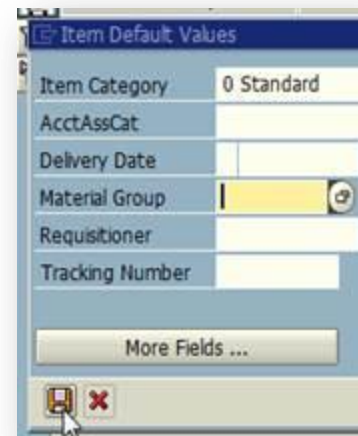 Item Default Values
Item Category 0 Standard
AcctAssCat
Delivery Date
Material Group
Requisitioner
Tracking Number
More Fields ...